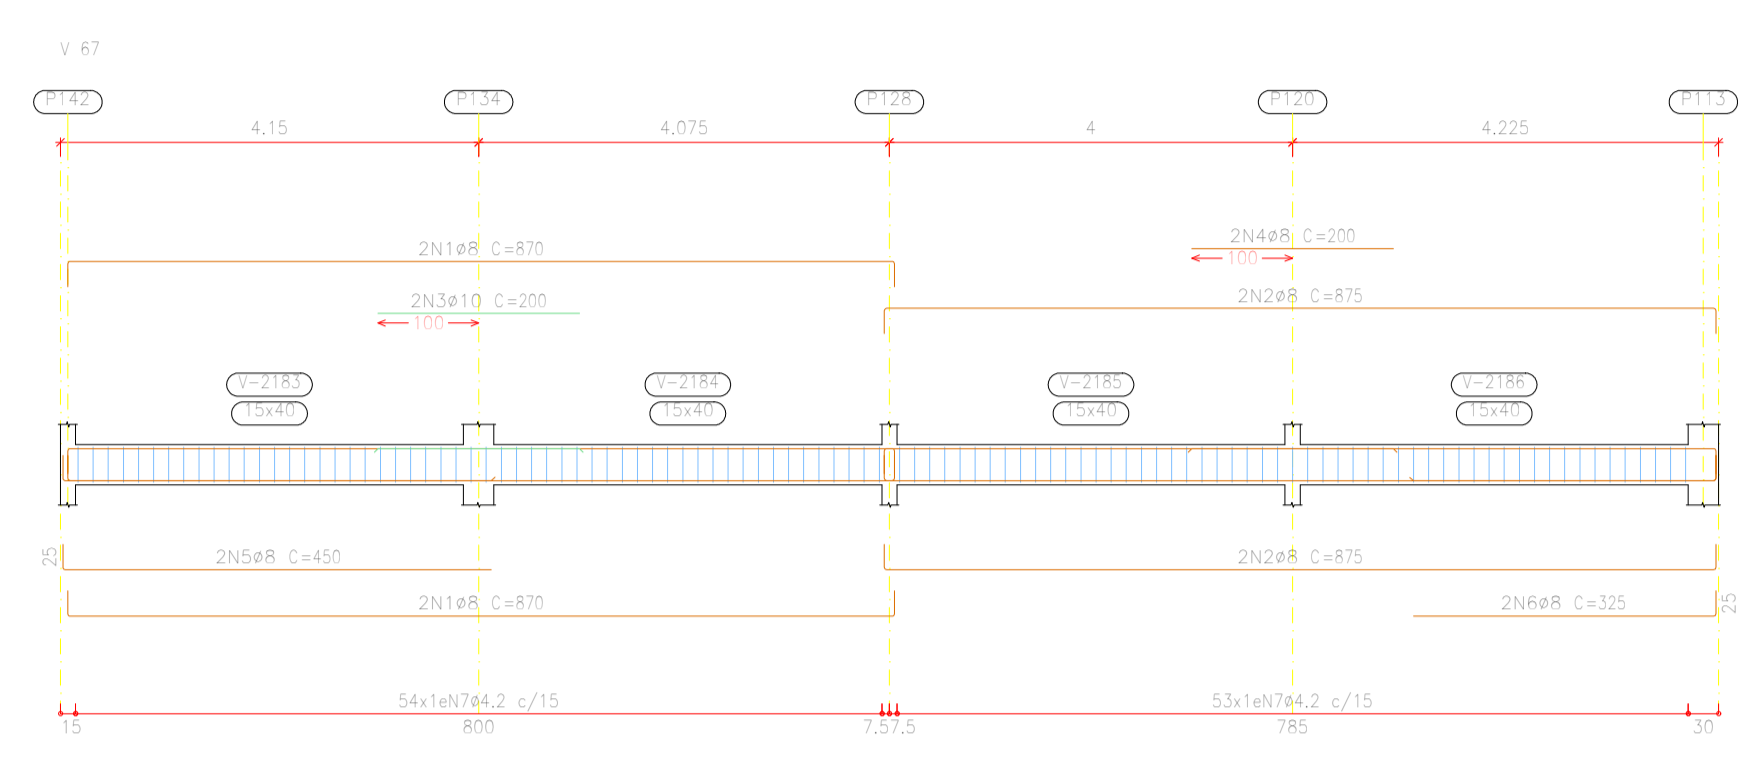 V 67
P142 P134 P128 P120 P113
4.15 4.075 4 4.225
2N4ø8 C=200
2N1ø8 C=870
100
2N2ø8 C=875
2N3ø10 C=200
100
V-2183 V-2184 V-2185 V-2186
15x40 15x40 15x40 15x40
25
2N5ø8 C=450 2N2ø8 C=875
2N1ø8 C=870 2N6ø8 C=325
25
54x1eN7ø4.2 c/15 53x1eN7ø4.2 c/15
15 800 7.5 7.5 785 30